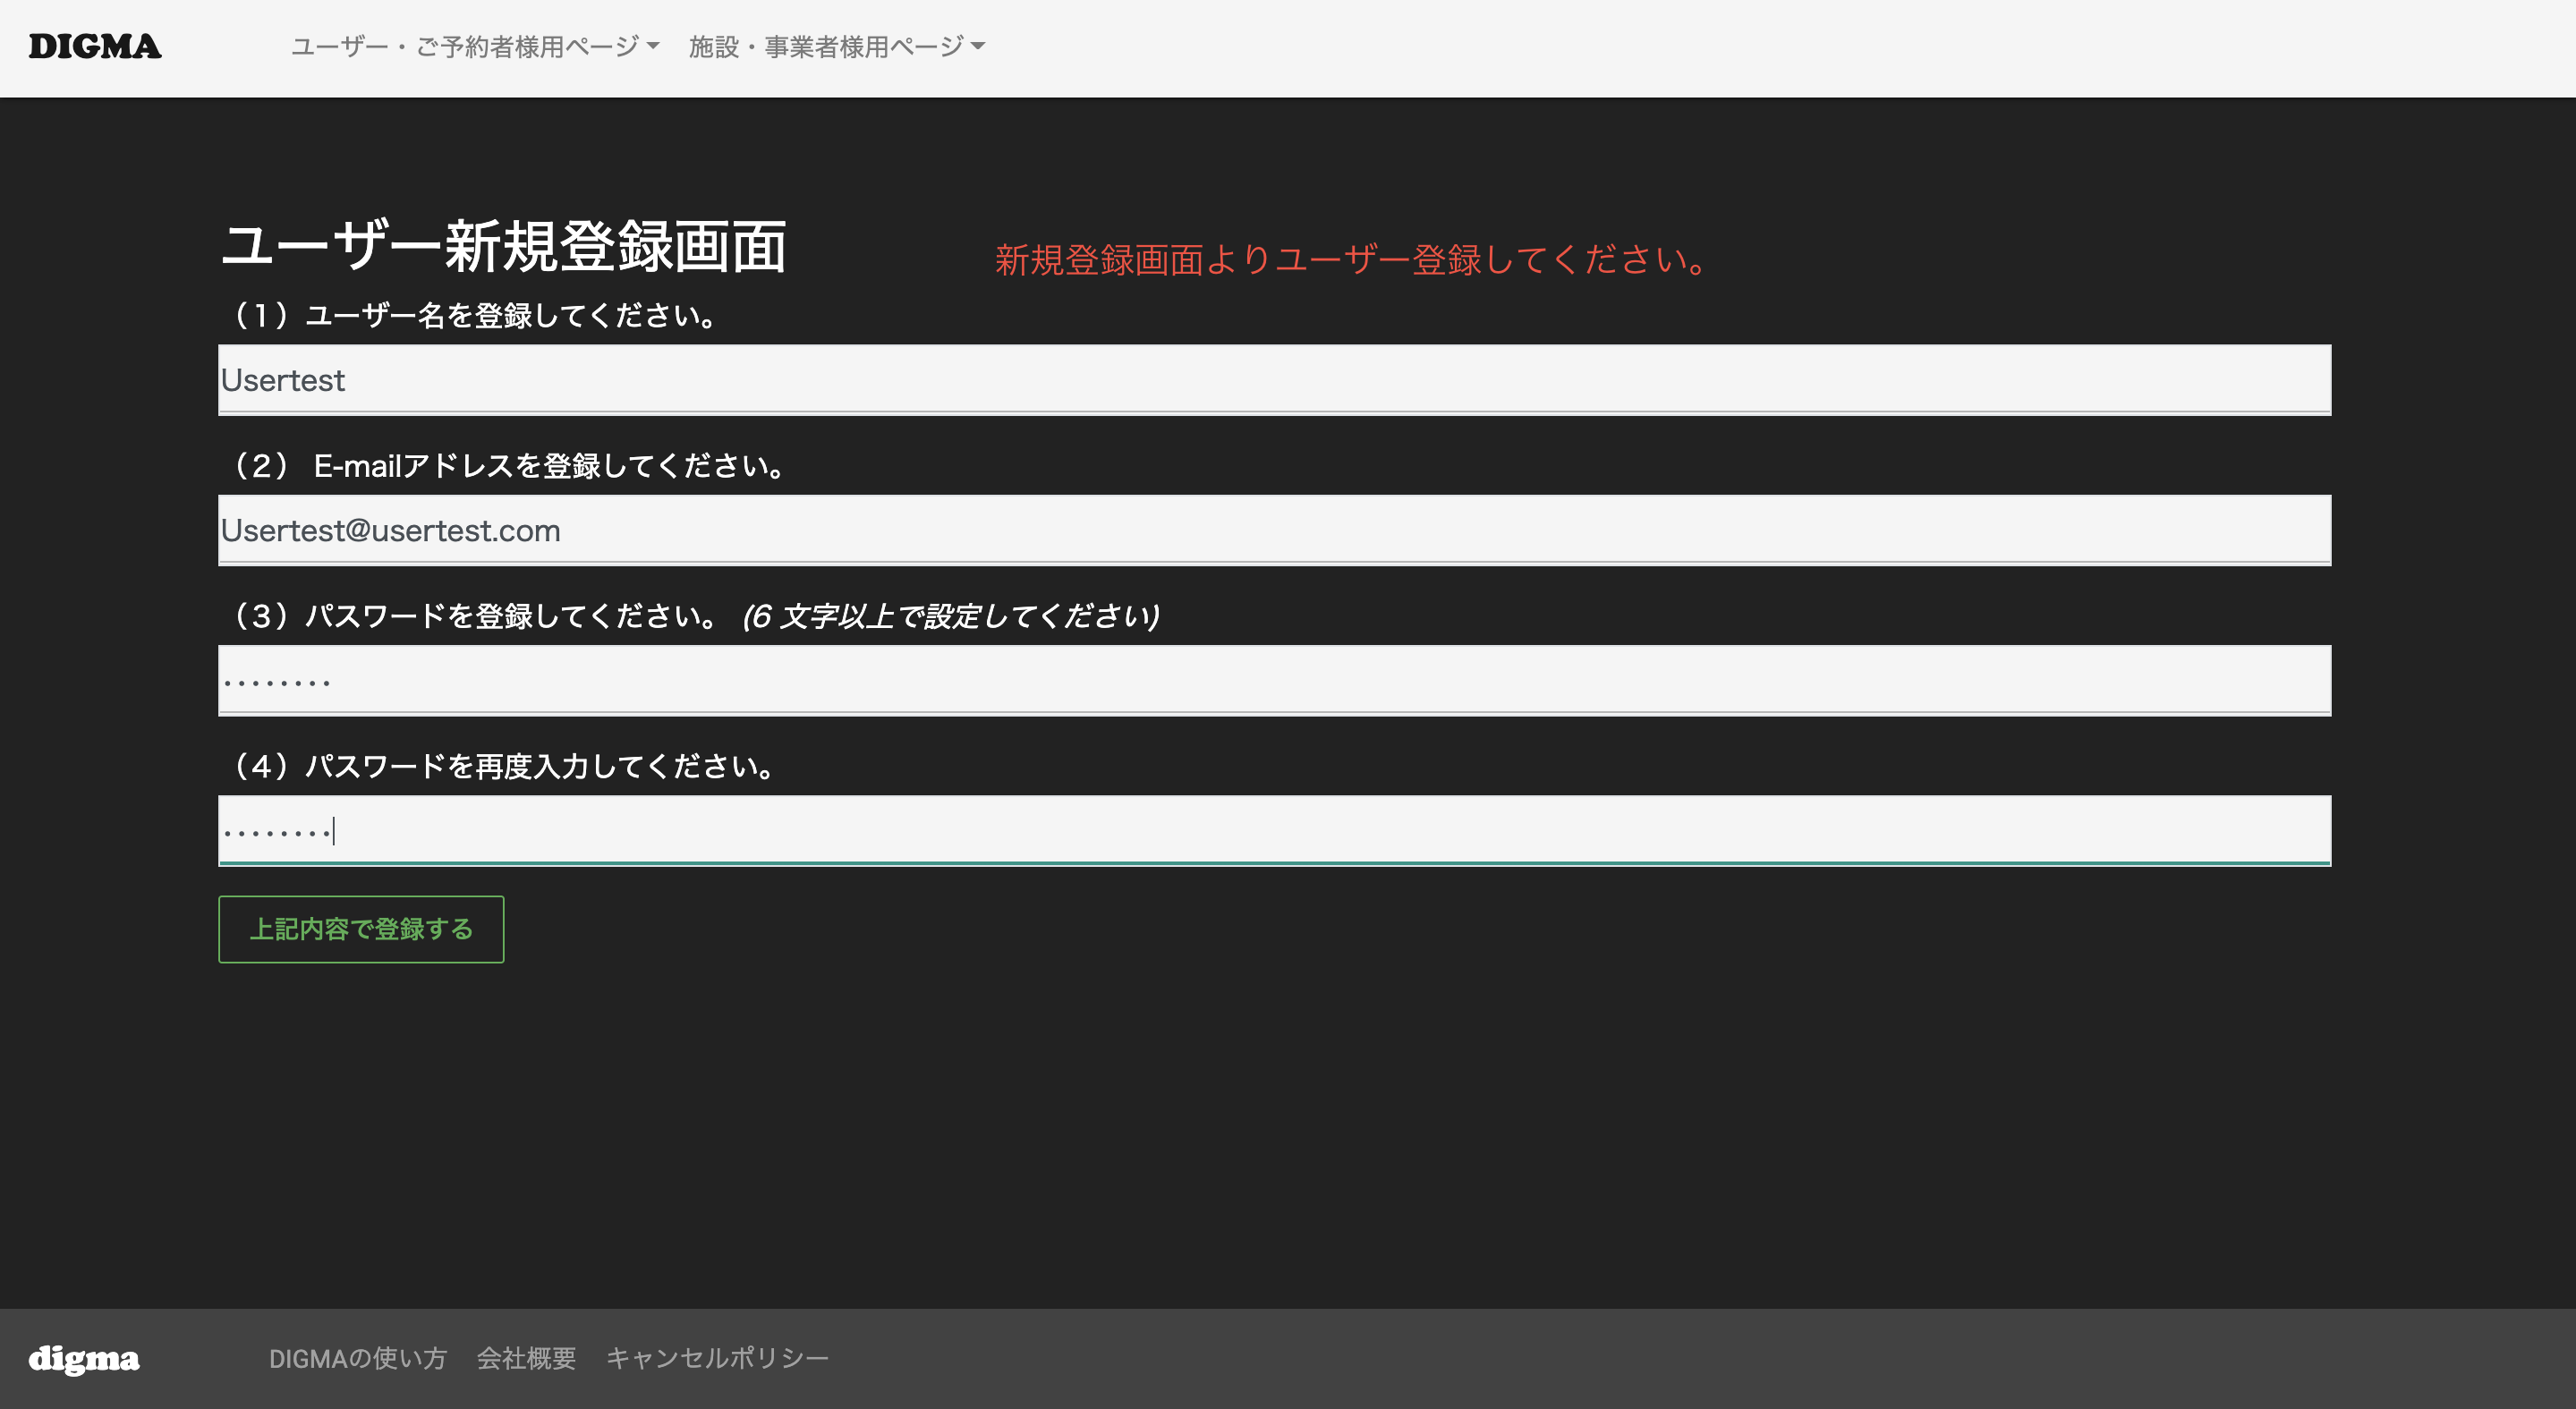 DIGMA ユーザー・ご予約者様用ページ 施設・事業者様用ページ
ユーザー新規登録画面
新規登録画面よりユーザー登録してください。
（１）ユーザー名を登録してください。
Usertest
（２） E-mailアドレスを登録してください。
Usertest@usertest.com
（３）パスワードを登録してください。 (6 文字以上で設定してください)
........
（４）パスワードを再度入力してください。
........
上記内容で登録する
digma DIGMAの使い方 会社概要 キャンセルポリシー